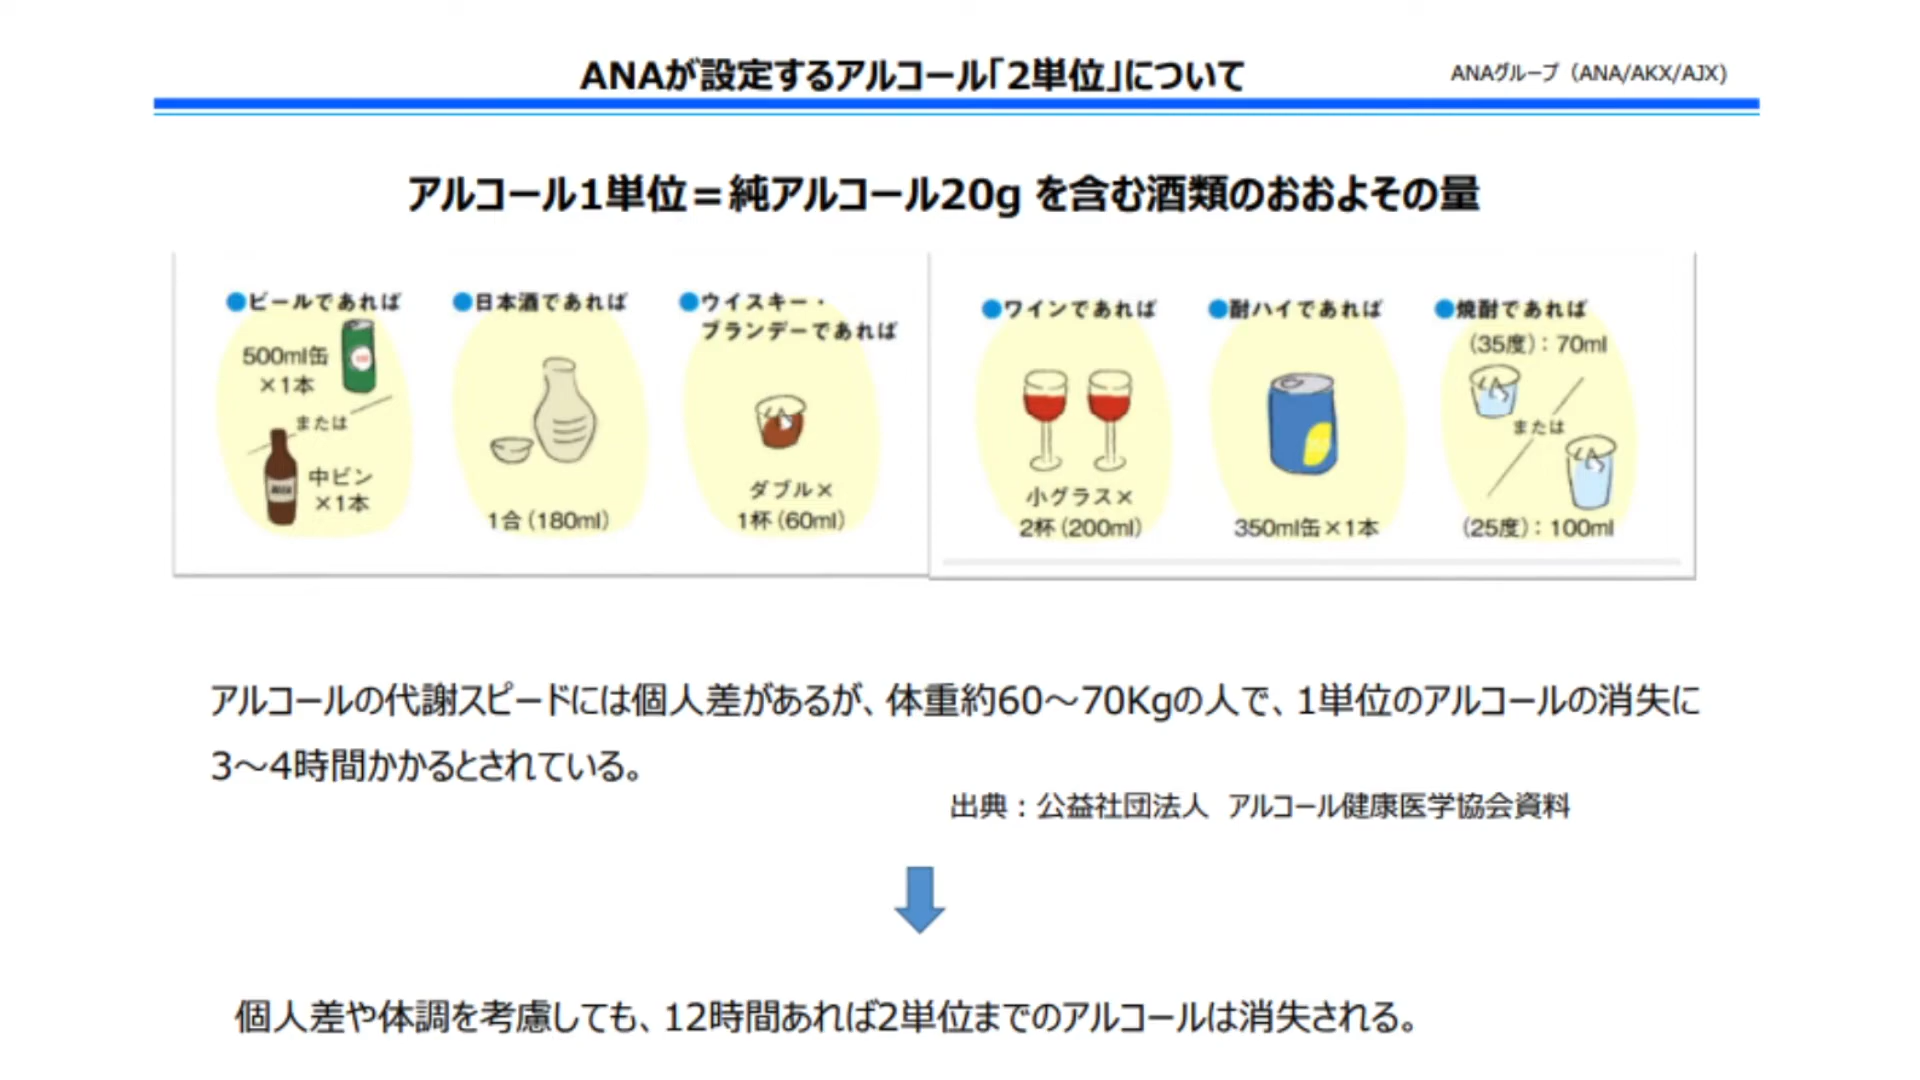 ANAが設定するアルコール「2単位」について
ANAグループ（ANA/AKX/AJX)
アルコール1単位＝純アルコール20g を含む酒類のおおよその量
●ビールであれば
500ml缶
×1本
または
中ビン
×1本
●日本酒であれば
1合（180ml）
●ウイスキー・
ブランデーであれば
ダブル×
1杯（60ml）
●ワインであれば
小グラス×
2杯（200ml）
●酎ハイであれば
350ml缶×1本
●焼酎であれば
（35度）：70ml
または
（25度）：100ml
アルコールの代謝スピードには個人差があるが、体重約60～70Kgの人で、1単位のアルコールの消失に
3～4時間かかるとされている。
出典：公益社団法人　アルコール健康医学協会資料
個人差や体調を考慮しても、12時間あれば2単位までのアルコールは消失される。